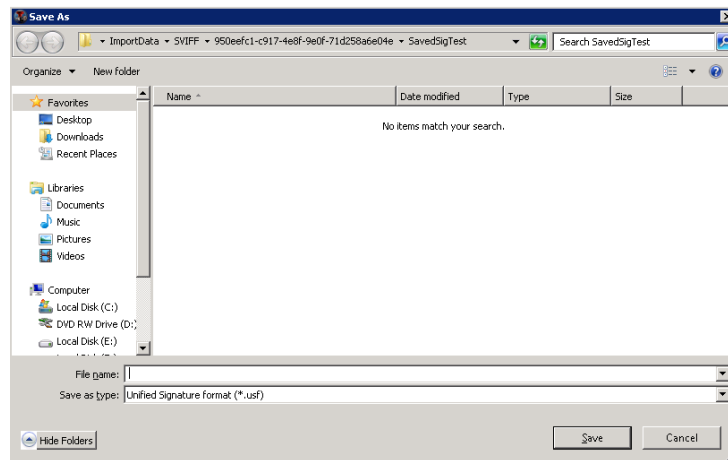 Save As
ImportData SVIFF 950eefc1-c917-4e8f-9e0f-71d258a6e04e SavedSigTest Search SavedSigTest
Organize New folder
Favorites Name Date modified Type Size
Desktop No items match your search.
Downloads
Recent Places
Libraries
Documents
Music
Pictures
Videos
Computer
Local Disk (C:)
DVD RW Drive (D:)
Local Disk (E:)
File name:
Save as type: Unified Signature format (*.usf)
Hide Folders Save Cancel